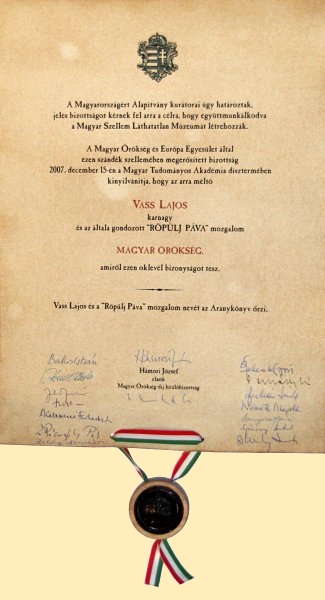 A Magyarországért Alapítvány kurátorai úgy határoztak,
jeles bizottságot kérnek fel arra a célra, hogy együttmunkálkodva
a Magyar Szellem Láthatatlan Múzeumát létrehozzák.
A Magyar Örökség és Európa Egyesület által
ezen szándék szellemében megerősített bizottság
2007. december 15-én a Magyar Tudományos Akadémia dísztermében
kinyilvánítja, hogy az arra méltó
VASS LAJOS
karnagy
és az általa gondozott "RÖPÜLJ PÁVA" mozgalom
MAGYAR ÖRÖKSÉG,
amiről ezen oklevél bizonyságot tesz.
Vass Lajos és a "Röpülj Páva" mozgalom nevét az Aranykönyv őrzi.
Hámori József
elnök
Magyar Örökség díj bírálóbizottság